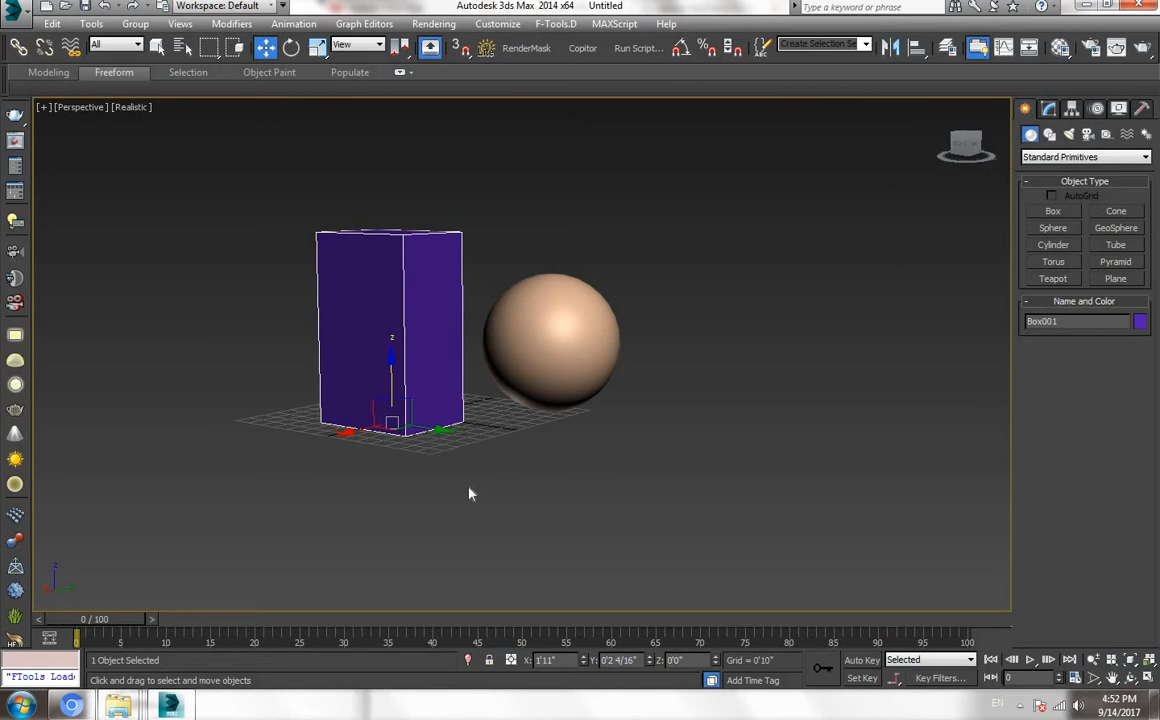 Workspace: Default
Autodesk 3ds Max 2014 x64 Untitled
Type a keyword or phrase
Edit Tools Group Views Modifiers Animation Graph Editors Rendering Customize F-Tools.D MAXScript Help
All View RenderMask Copitor Run Script... Create Selection Se
Modeling Freeform Selection Object Paint Populate
[+] [Perspective] [Realistic]
Standard Primitives
- Object Type
AutoGrid
Box Cone
Sphere GeoSphere
Cylinder Tube
Torus Pyramid
Teapot Plane
- Name and Color
Box001
z
z
< 0 / 100 >
0 5 10 15 20 25 30 35 40 45 50 55 60 65 70 75 80 85 90 95 100
1 Object Selected X: 1'11" Y: 0'2 4/16" Z: 0'0" Grid = 0'10" Auto Key Selected
"FTools Load Click and drag to select and move objects Add Time Tag Set Key Key Filters... 0
EN 4:52 PM
9/14/2017